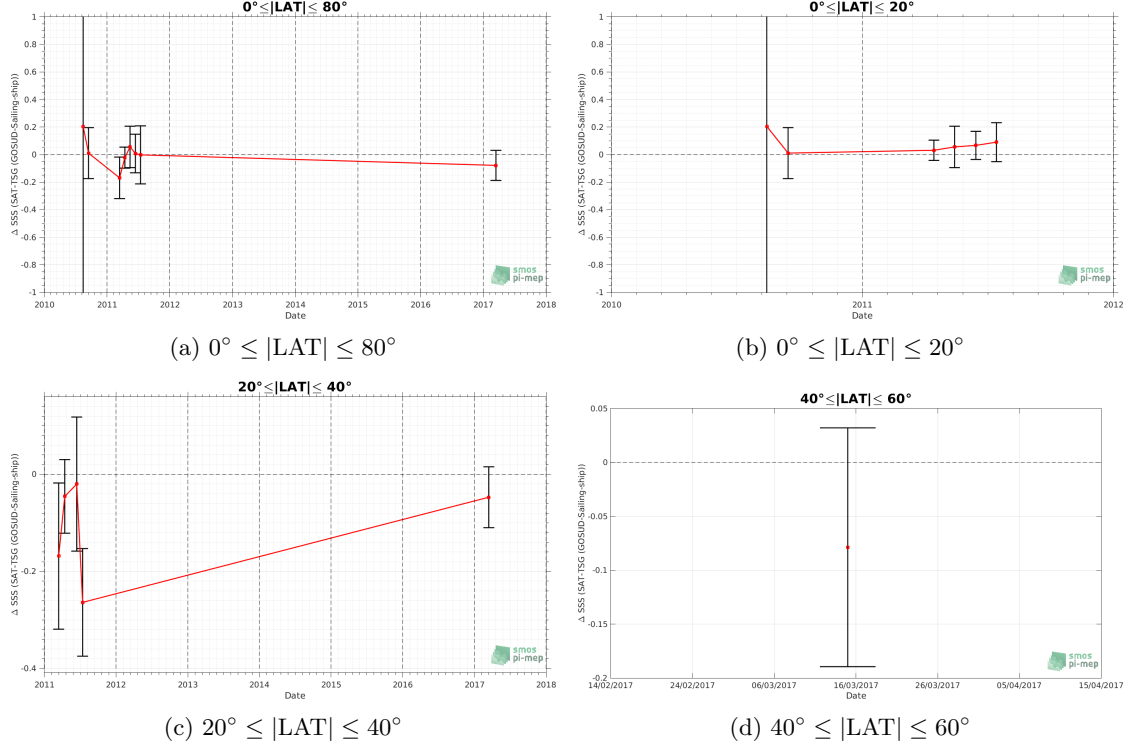 0°≤|LAT|≤ 80°
1
0.8
0.6
0.4
0.2
0
-0.2
-0.4
-0.6
-0.8
-1
Δ SSS (SAT-TSG (GOSUD-Sailing-ship))
2010 2011 2012 2013 2014 2015 2016 2017 2018
Date
smos
pi-mep
(a) 0° ≤ |LAT| ≤ 80°
0°≤|LAT|≤ 20°
1
0.8
0.6
0.4
0.2
0
-0.2
-0.4
-0.6
-0.8
-1
Δ SSS (SAT-TSG (GOSUD-Sailing-ship))
2010 2011 2012
Date
smos
pi-mep
(b) 0° ≤ |LAT| ≤ 20°
20°≤|LAT|≤ 40°
0
-0.2
-0.4
Δ SSS (SAT-TSG (GOSUD-Sailing-ship))
2011 2012 2013 2014 2015 2016 2017 2018
Date
smos
pi-mep
(c) 20° ≤ |LAT| ≤ 40°
40°≤|LAT|≤ 60°
0.05
0
-0.05
-0.1
-0.15
-0.2
Δ SSS (SAT-TSG (GOSUD-Sailing-ship))
14/02/2017 24/02/2017 06/03/2017 16/03/2017 26/03/2017 05/04/2017 15/04/2017
Date
smos
pi-mep
(d) 40° ≤ |LAT| ≤ 60°